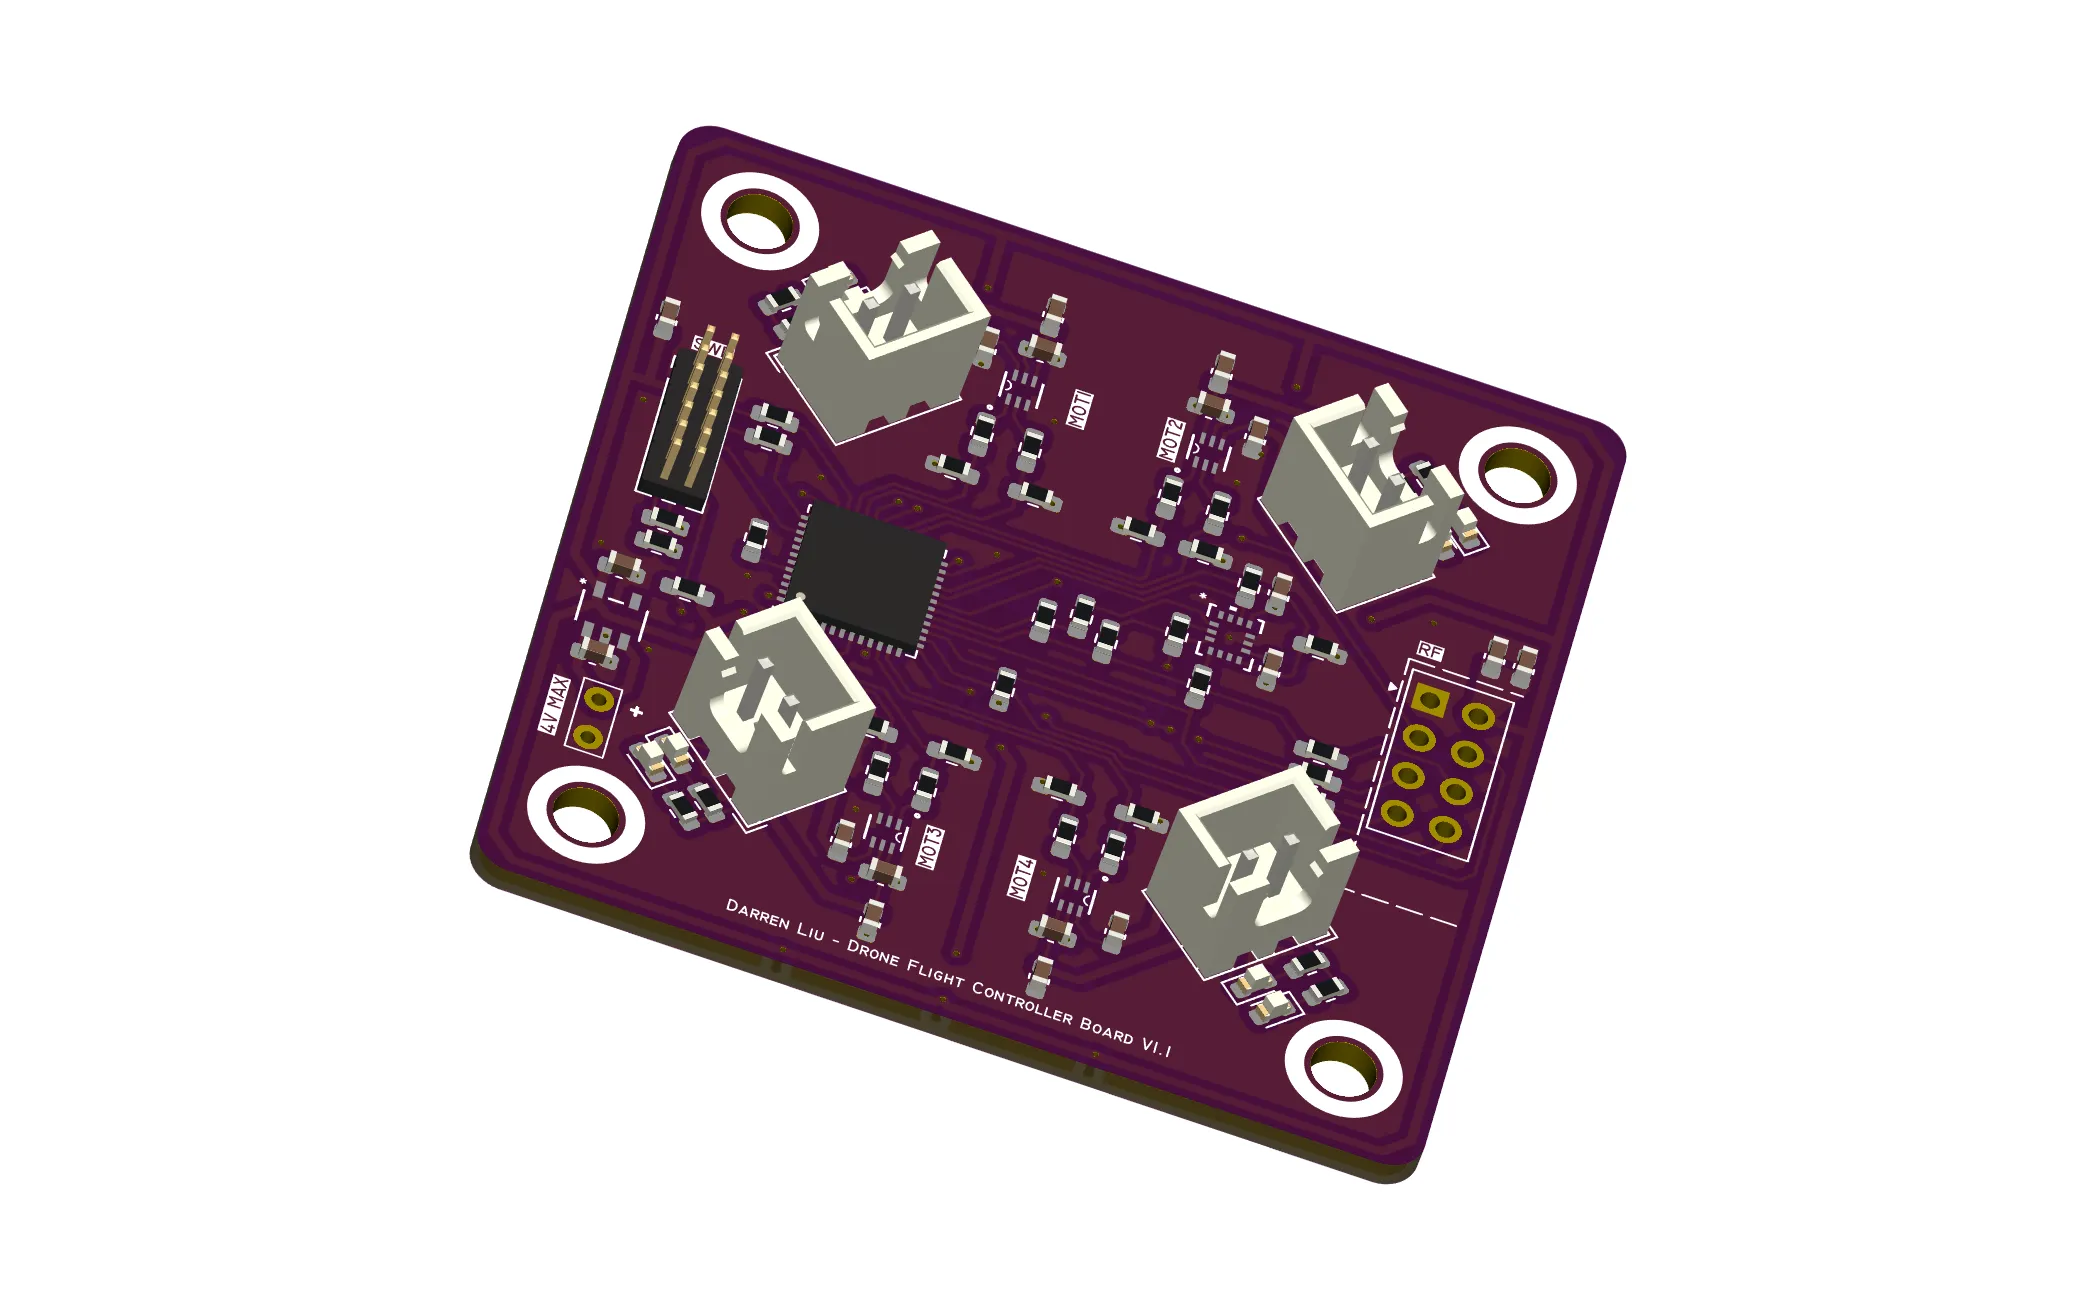 SWD
MOT1
MOT2
RF
4V MAX
+
MOT3
MOT4
Darren Liu - Drone Flight Controller Board V1.1